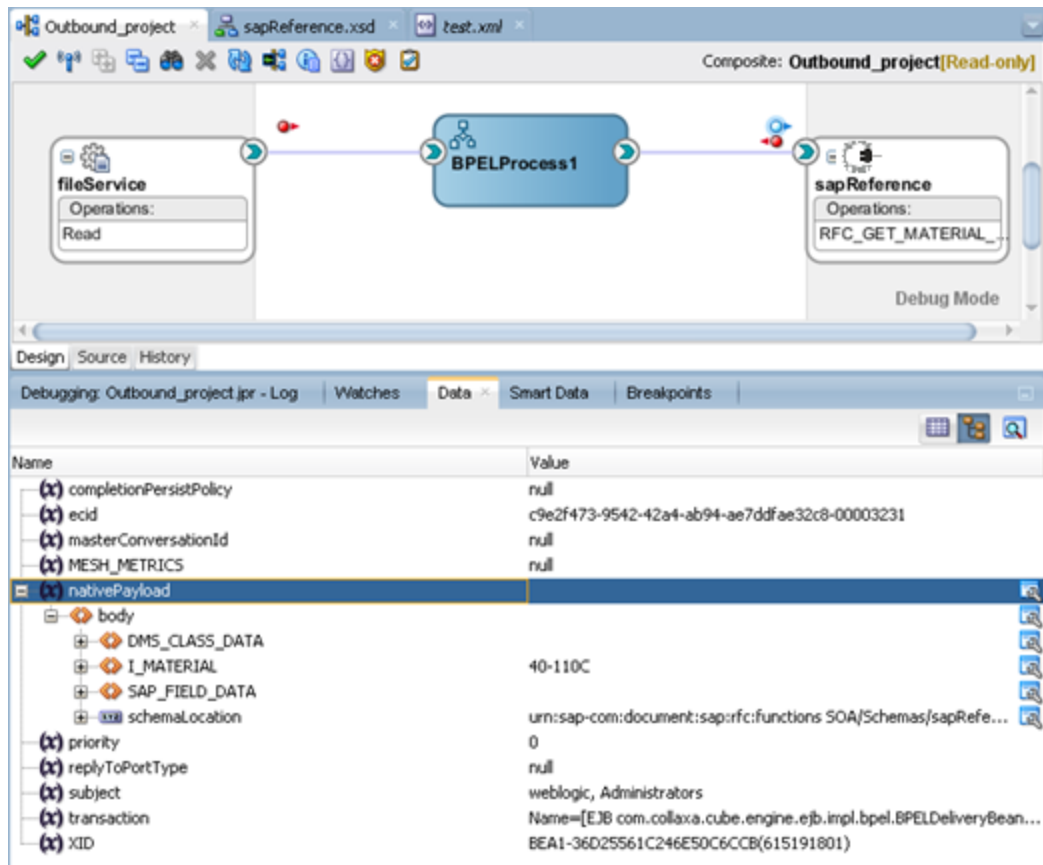 Outbound_project sapReference.xsd test.xml
Composite: Outbound_project[Read-only]
fileService
Operations:
Read
BPELProcess1
sapReference
Operations:
RFC_GET_MATERIAL_...
Debug Mode
Design Source History
Debugging: Outbound_project.jpr - Log Watches Data Smart Data Breakpoints
Name Value
completionPersistPolicy null
ecid c9e2f473-9542-42a4-ab94-ae7ddfae32c8-00003231
masterConversationId null
MESH_METRICS null
nativePayload
body
DMS_CLASS_DATA
I_MATERIAL 40-110C
SAP_FIELD_DATA
schemaLocation urn:sap-com:document:sap:rfc:functions SOA/Schemas/sapRefe...
priority 0
replyToPortType null
subject weblogic, Administrators
transaction Name=[EJB com.collaxa.cube.engine.ejb.impl.bpel.BPELDeliveryBean...
XID BEA1-36D25561C246E50C6CCB(615191801)